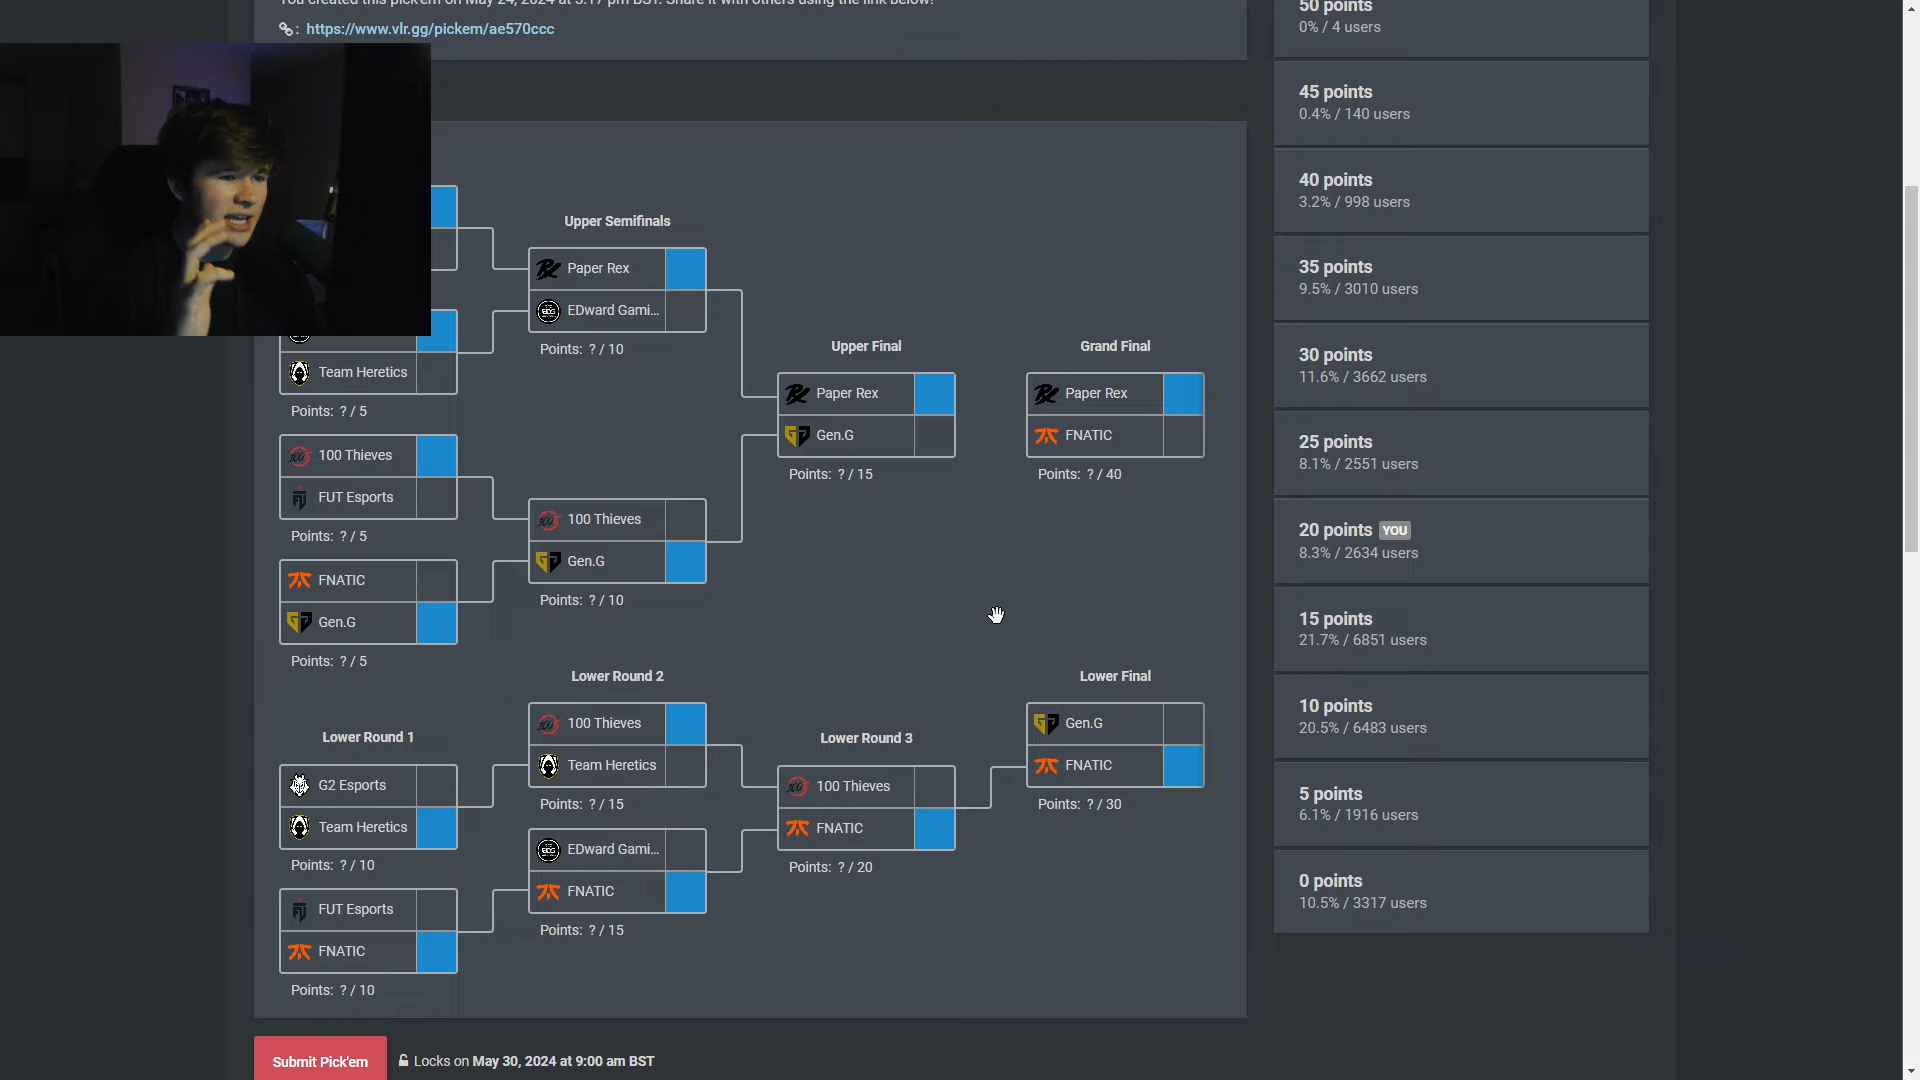 You created this pick'em on May 24, 2024 at 5:17 pm BST. Share it with others using the link below!
: https://www.vlr.gg/pickem/ae570ccc
Upper Semifinals
Paper Rex
EDward Gami...
Points: ? / 10
Team Heretics
Points: ? / 5
100 Thieves
FUT Esports
Points: ? / 5
FNATIC
Gen.G
Points: ? / 5
100 Thieves
Gen.G
Points: ? / 10
Upper Final
Paper Rex
Gen.G
Points: ? / 15
Grand Final
Paper Rex
FNATIC
Points: ? / 40
Lower Round 1
G2 Esports
Team Heretics
Points: ? / 10
FUT Esports
FNATIC
Points: ? / 10
Lower Round 2
100 Thieves
Team Heretics
Points: ? / 15
EDward Gami...
FNATIC
Points: ? / 15
Lower Round 3
100 Thieves
FNATIC
Points: ? / 20
Lower Final
Gen.G
FNATIC
Points: ? / 30
Submit Pick'em
Locks on May 30, 2024 at 9:00 am BST
50 points
0% / 4 users
45 points
0.4% / 140 users
40 points
3.2% / 998 users
35 points
9.5% / 3010 users
30 points
11.6% / 3662 users
25 points
8.1% / 2551 users
20 points YOU
8.3% / 2634 users
15 points
21.7% / 6851 users
10 points
20.5% / 6483 users
5 points
6.1% / 1916 users
0 points
10.5% / 3317 users